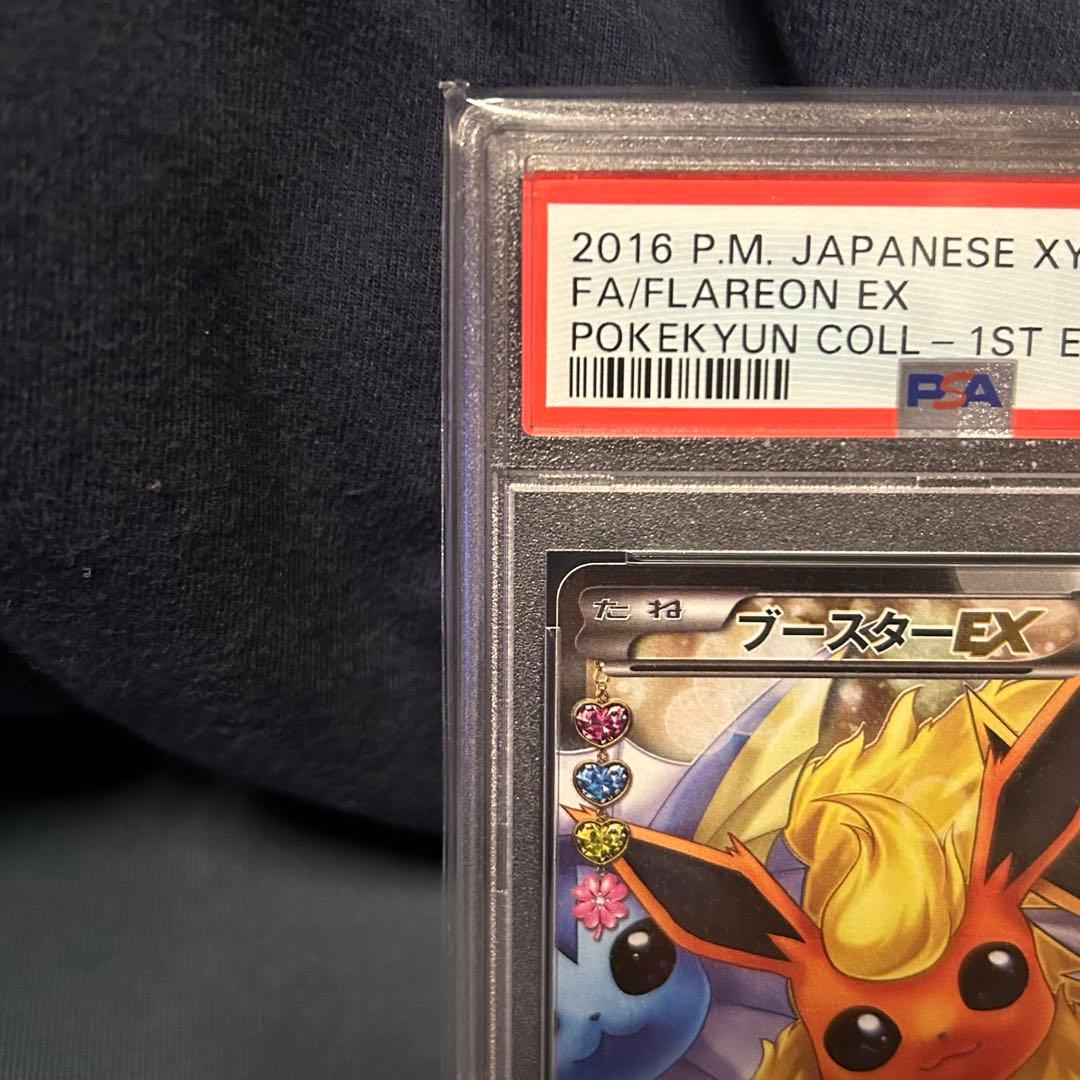 2016 P.M. JAPANESE XY
FA/FLAREON EX
POKEKYUN COLL - 1ST E
PSA
たね ブースターEX